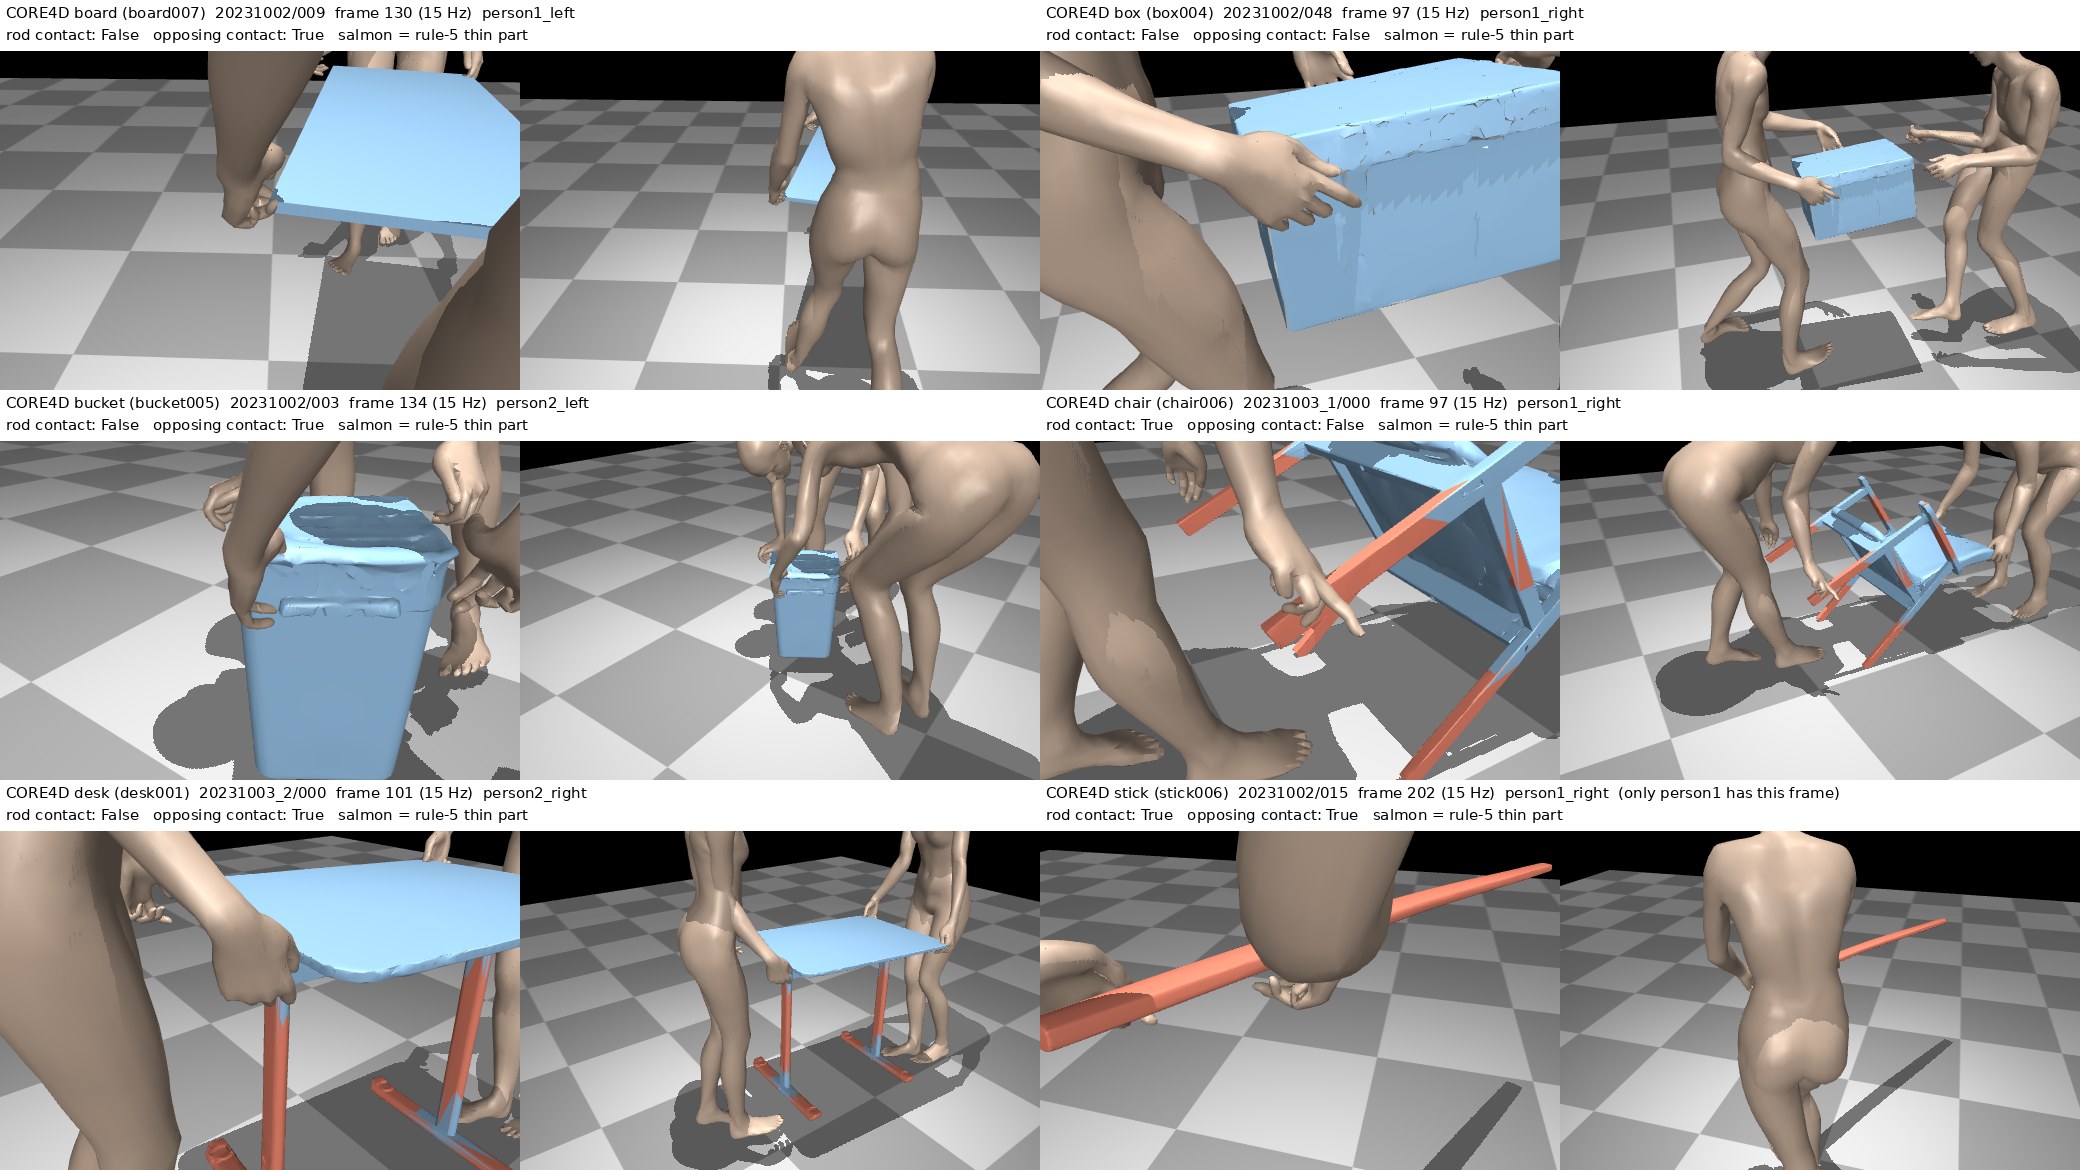 CORE4D board (board007)  20231002/009  frame 130 (15 Hz)  person1_left
rod contact: False   opposing contact: True   salmon = rule-5 thin part
CORE4D box (box004)  20231002/048  frame 97 (15 Hz)  person1_right
rod contact: False   opposing contact: False   salmon = rule-5 thin part
CORE4D bucket (bucket005)  20231002/003  frame 134 (15 Hz)  person2_left
rod contact: False   opposing contact: True   salmon = rule-5 thin part
CORE4D chair (chair006)  20231003_1/000  frame 97 (15 Hz)  person1_right
rod contact: True   opposing contact: False   salmon = rule-5 thin part
CORE4D desk (desk001)  20231003_2/000  frame 101 (15 Hz)  person2_right
rod contact: False   opposing contact: True   salmon = rule-5 thin part
CORE4D stick (stick006)  20231002/015  frame 202 (15 Hz)  person1_right  (only person1 has this frame)
rod contact: True   opposing contact: True   salmon = rule-5 thin part